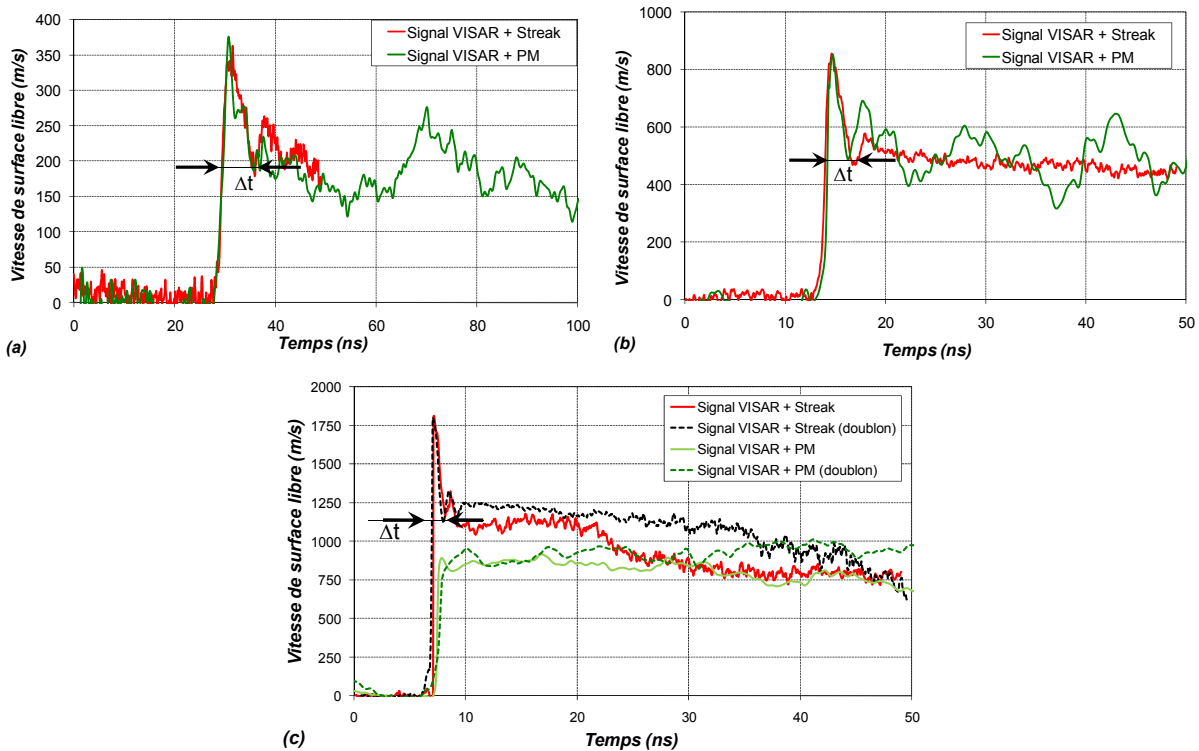 400
350
300
250
200
150
100
50
0
Vitesse de surface libre (m/s)
Signal VISAR + Streak
Signal VISAR + PM
Δt
0 20 40 60 80 100
Temps (ns)
(a)
1000
800
600
400
200
0
Vitesse de surface libre (m/s)
Signal VISAR + Streak
Signal VISAR + PM
Δt
0 10 20 30 40 50
Temps (ns)
(b)
2000
1750
1500
1250
1000
750
500
250
0
Vitesse de surface libre (m/s)
Signal VISAR + Streak
Signal VISAR + Streak (doublon)
Signal VISAR + PM
Signal VISAR + PM (doublon)
Δt
0 10 20 30 40 50
Temps (ns)
(c)